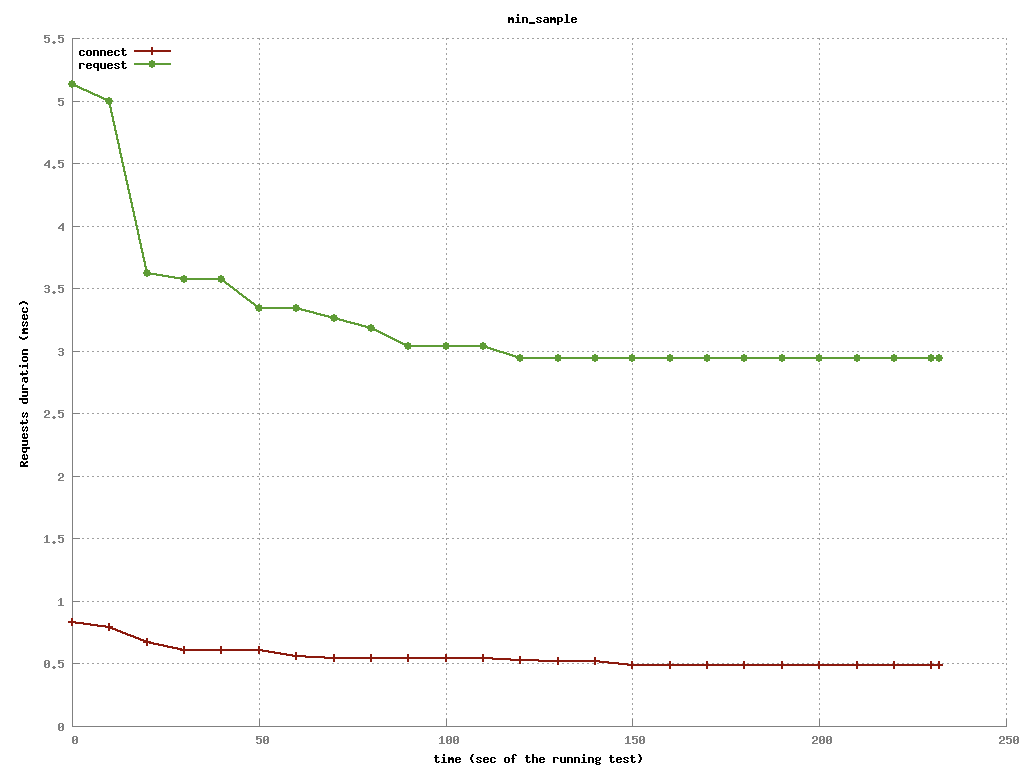 min_sample
5.5
connect
request
5
4.5
4
3.5
3
2.5
2
1.5
1
0.5
0
Requests duration (msec)
0 50 100 150 200 250
time (sec of the running test)